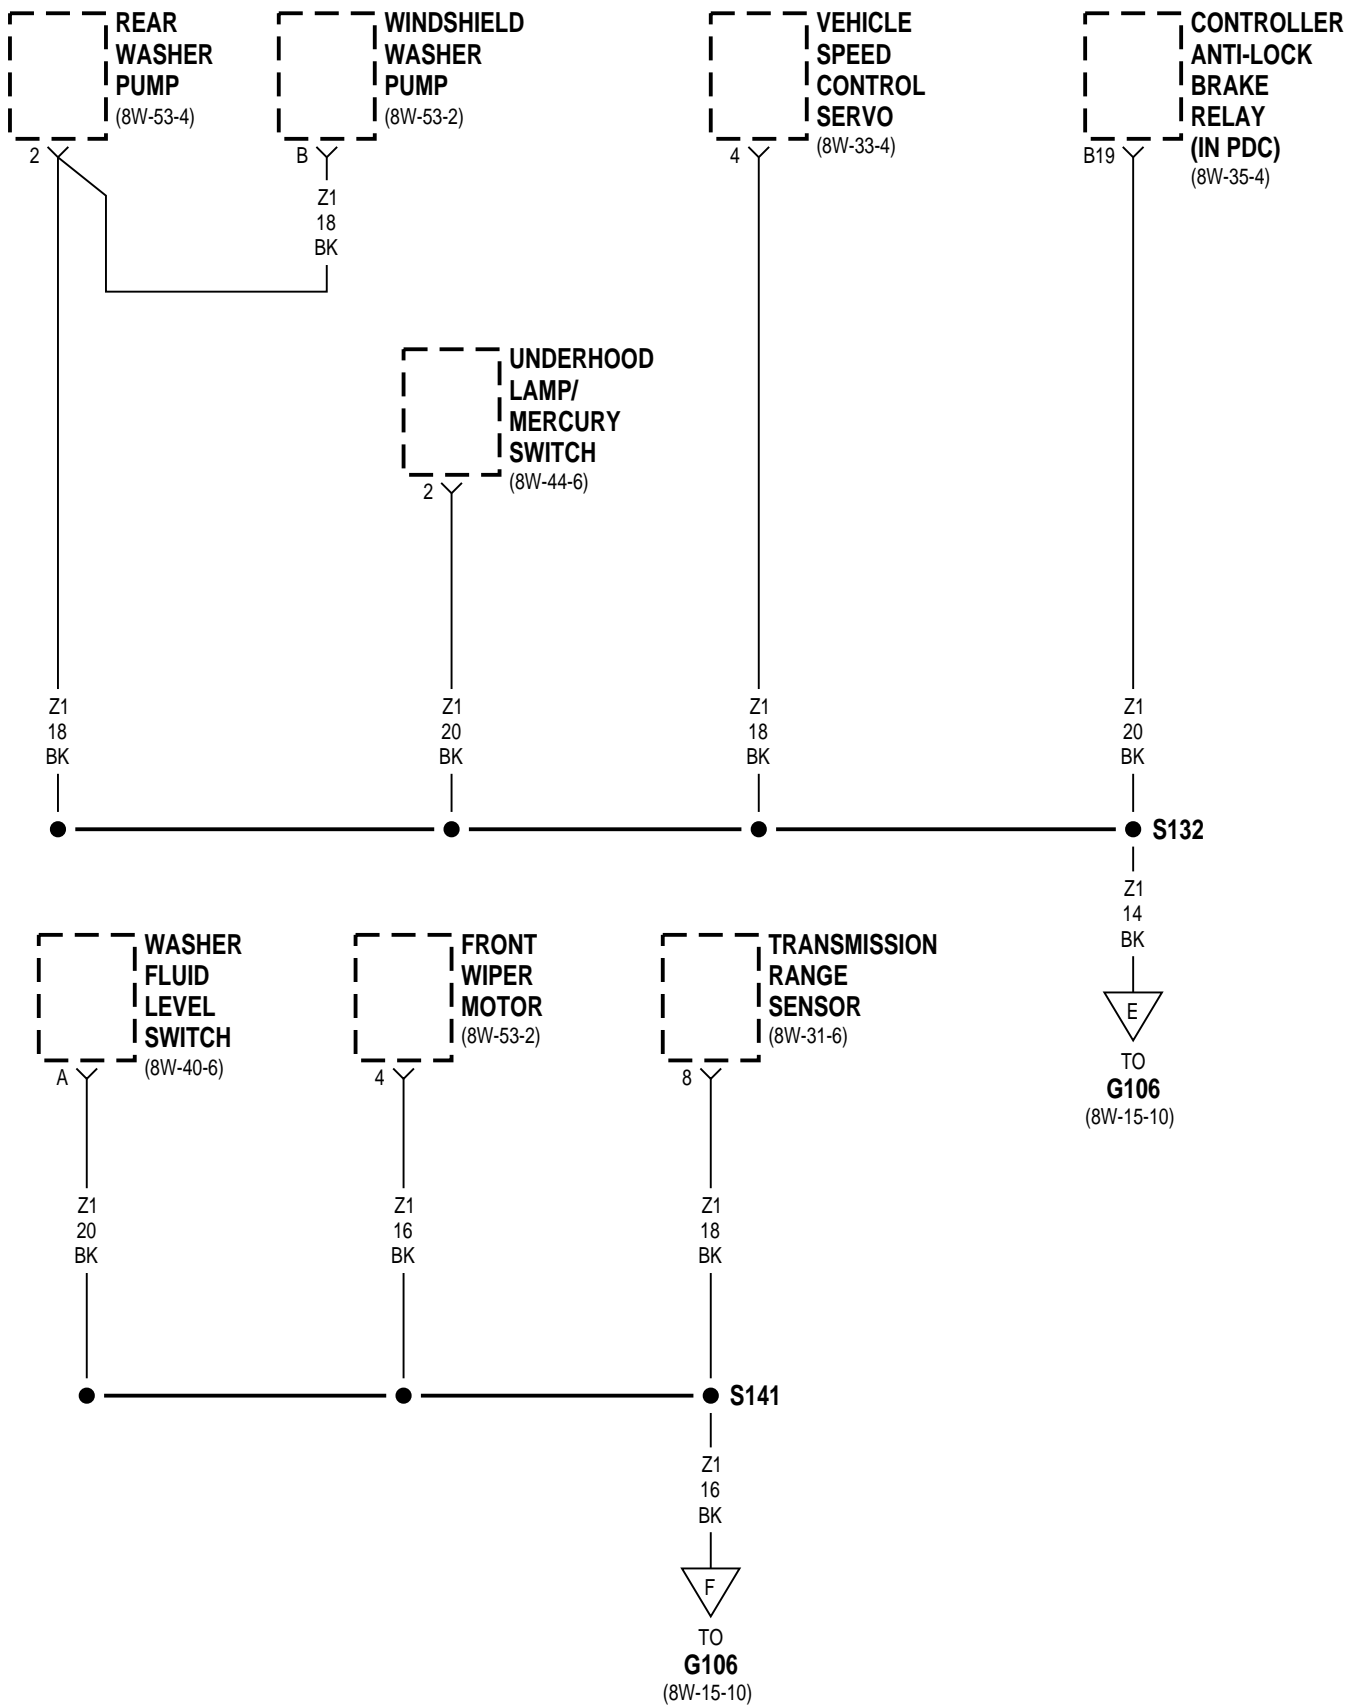 REAR
WASHER
PUMP
(8W-53-4)
2
WINDSHIELD
WASHER
PUMP
(8W-53-2)
B
Z1
18
BK
VEHICLE
SPEED
CONTROL
SERVO
(8W-33-4)
4
CONTROLLER
ANTI-LOCK
BRAKE
RELAY
(IN PDC)
(8W-35-4)
B19
UNDERHOOD
LAMP/
MERCURY
SWITCH
(8W-44-6)
2
Z1
18
BK
Z1
20
BK
Z1
18
BK
Z1
20
BK
S132
Z1
14
BK
E
TO
G106
(8W-15-10)
WASHER
FLUID
LEVEL
SWITCH
(8W-40-6)
A
FRONT
WIPER
MOTOR
(8W-53-2)
4
TRANSMISSION
RANGE
SENSOR
(8W-31-6)
8
Z1
20
BK
Z1
16
BK
Z1
18
BK
S141
Z1
16
BK
F
TO
G106
(8W-15-10)